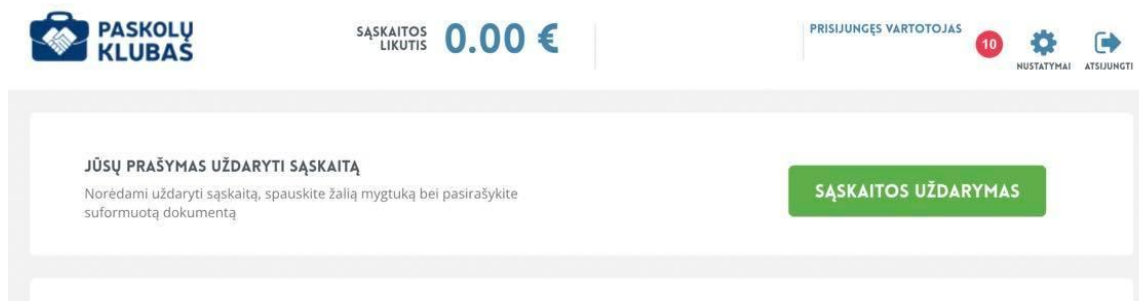 PASKOLŲ
KLUBAS
SĄSKAITOS
LIKUTIS
0.00 €
PRISIJUNGĘS VARTOTOJAS
10
NUSTATYMAI
ATSIJUNGTI
JŪSŲ PRAŠYMAS UŽDARYTI SĄSKAITĄ
Norėdami uždaryti sąskaitą, spauskite žalią mygtuką bei pasirašykite
suformuotą dokumentą
SĄSKAITOS UŽDARYMAS